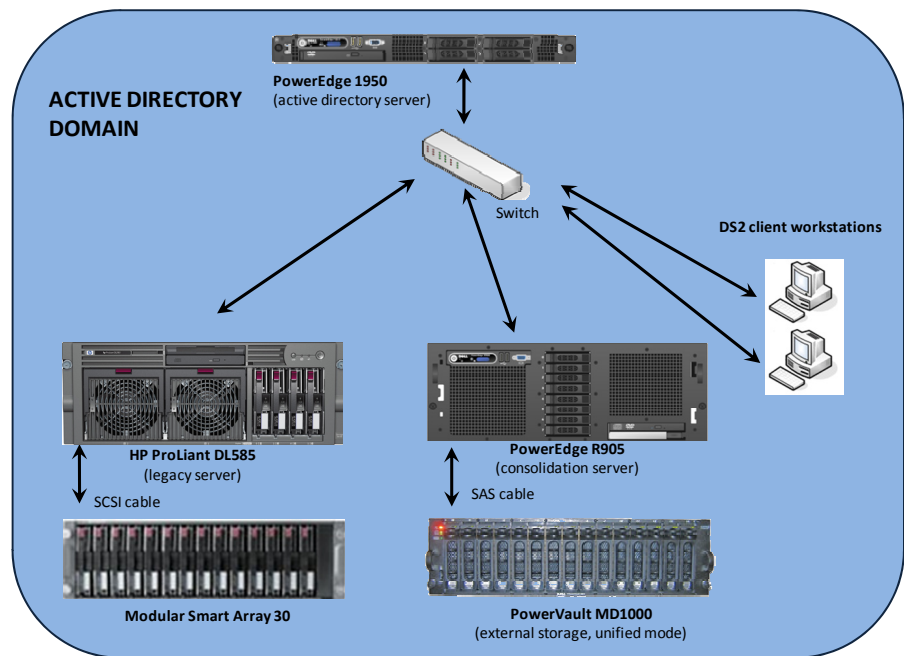 PowerEdge 1950
(active directory server)
ACTIVE DIRECTORY
DOMAIN
Switch
DS2 client workstations
HP ProLiant DL585
(legacy server)
PowerEdge R905
(consolidation server)
SCSI cable
SAS cable
Modular Smart Array 30
PowerVault MD1000
(external storage, unified mode)